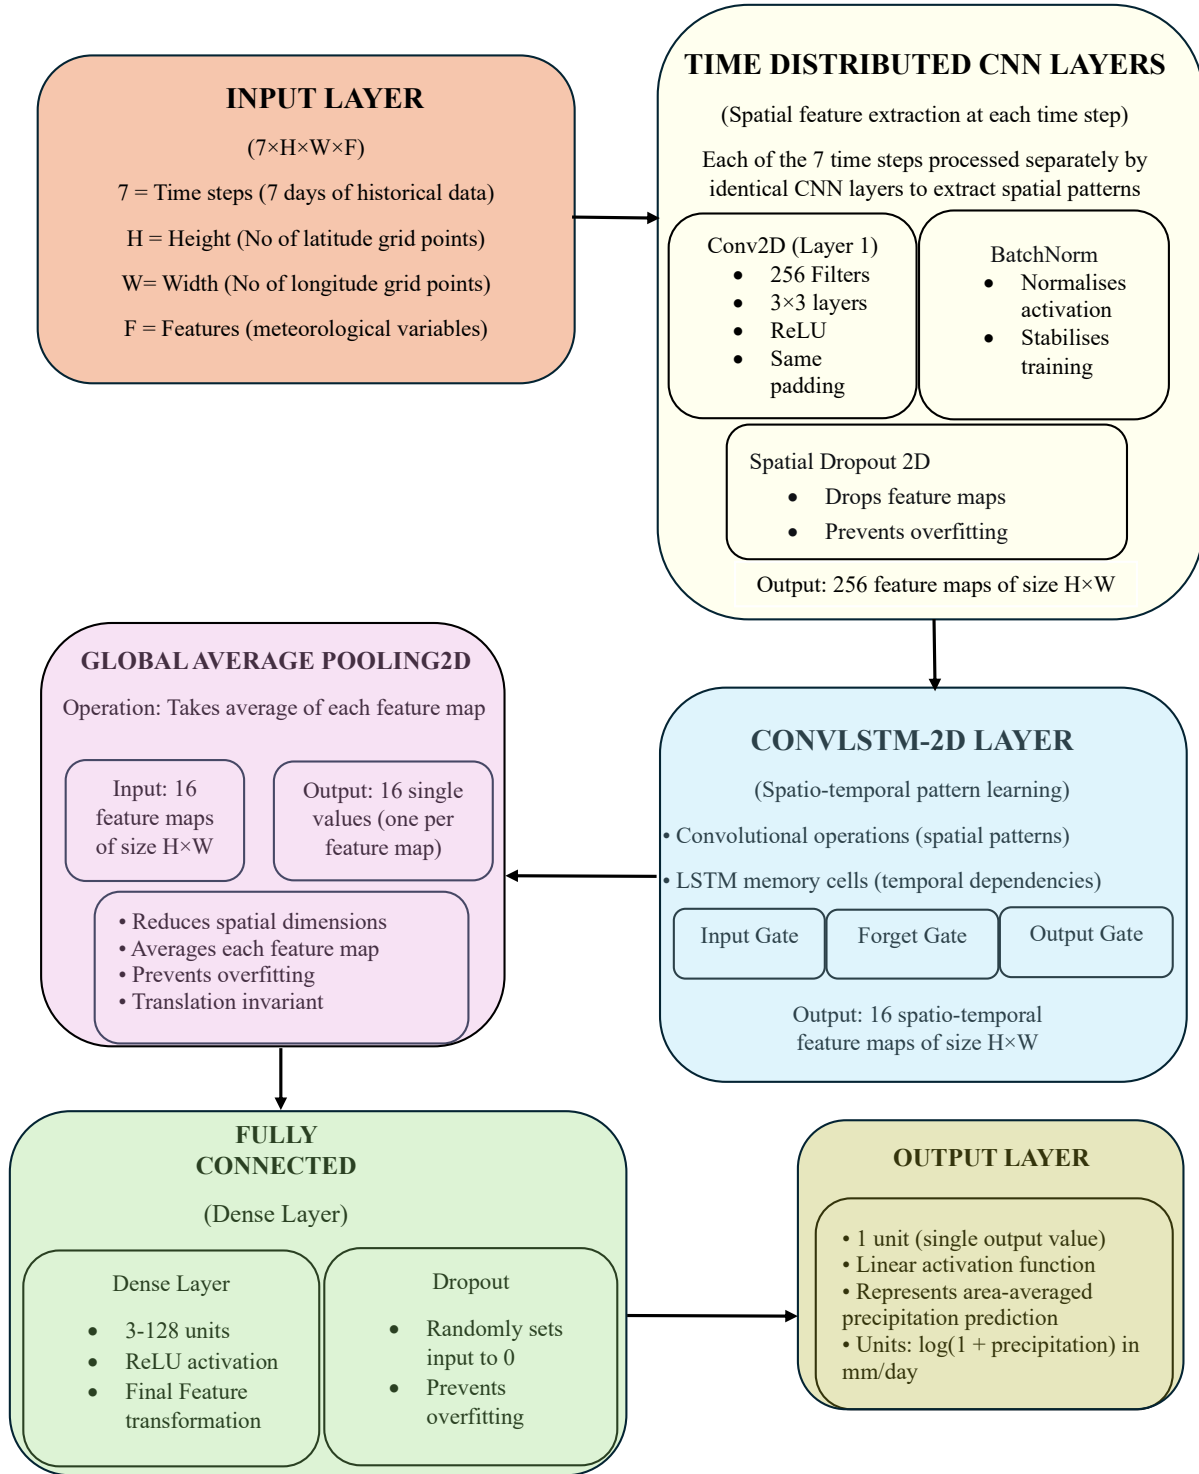 INPUT LAYER
(7×H×W×F)
7 = Time steps (7 days of historical data)
H = Height (No of latitude grid points)
W= Width (No of longitude grid points)
F = Features (meteorological variables)
TIME DISTRIBUTED CNN LAYERS
(Spatial feature extraction at each time step)
Each of the 7 time steps processed separately by
identical CNN layers to extract spatial patterns
Conv2D (Layer 1)
• 256 Filters
• 3×3 layers
• ReLU
• Same
padding
BatchNorm
• Normalises
activation
• Stabilises
training
Spatial Dropout 2D
• Drops feature maps
• Prevents overfitting
Output: 256 feature maps of size H×W
CONVLSTM-2D LAYER
(Spatio-temporal pattern learning)
• Convolutional operations (spatial patterns)
• LSTM memory cells (temporal dependencies)
Input Gate
Forget Gate
Output Gate
Output: 16 spatio-temporal
feature maps of size H×W
GLOBAL AVERAGE POOLING2D
Operation: Takes average of each feature map
Input: 16
feature maps
of size H×W
Output: 16 single
values (one per
feature map)
• Reduces spatial dimensions
• Averages each feature map
• Prevents overfitting
• Translation invariant
FULLY
CONNECTED
(Dense Layer)
Dense Layer
• 3-128 units
• ReLU activation
• Final Feature
transformation
Dropout
• Randomly sets
input to 0
• Prevents
overfitting
OUTPUT LAYER
• 1 unit (single output value)
• Linear activation function
• Represents area-averaged
precipitation prediction
• Units: log(1 + precipitation) in
mm/day